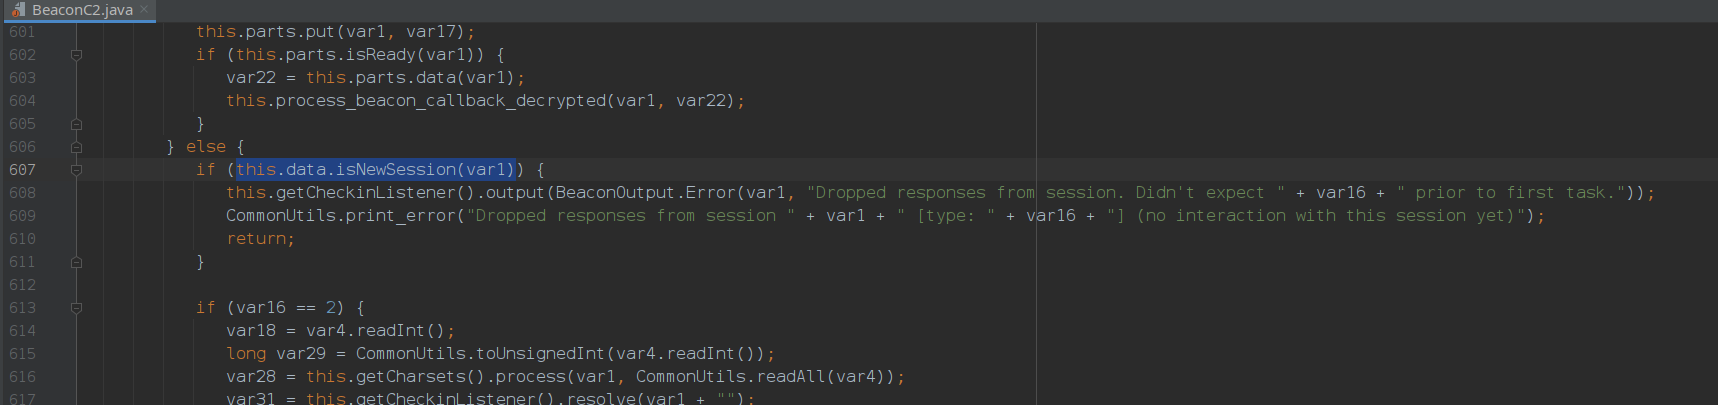 BeaconC2.java
601 this.parts.put(var1, var17);
602 if (this.parts.isReady(var1)) {
603 var22 = this.parts.data(var1);
604 this.process_beacon_callback_decrypted(var1, var22);
605 }
606 } else {
607 if (this.data.isNewSession(var1)) {
608 this.getCheckinListener().output(BeaconOutput.Error(var1, "Dropped responses from session. Didn't expect " + var16 + " prior to first task."));
609 CommonUtils.print_error("Dropped responses from session " + var1 + " [type: " + var16 + "] (no interaction with this session yet)");
610 return;
611 }
612
613 if (var16 == 2) {
614 var18 = var4.readInt();
615 long var29 = CommonUtils.toUnsignedInt(var4.readInt());
616 var28 = this.getCharsets().process(var1, CommonUtils.readAll(var4));
617 var31 = this.getCheckinListener().resolve(var1 + "");